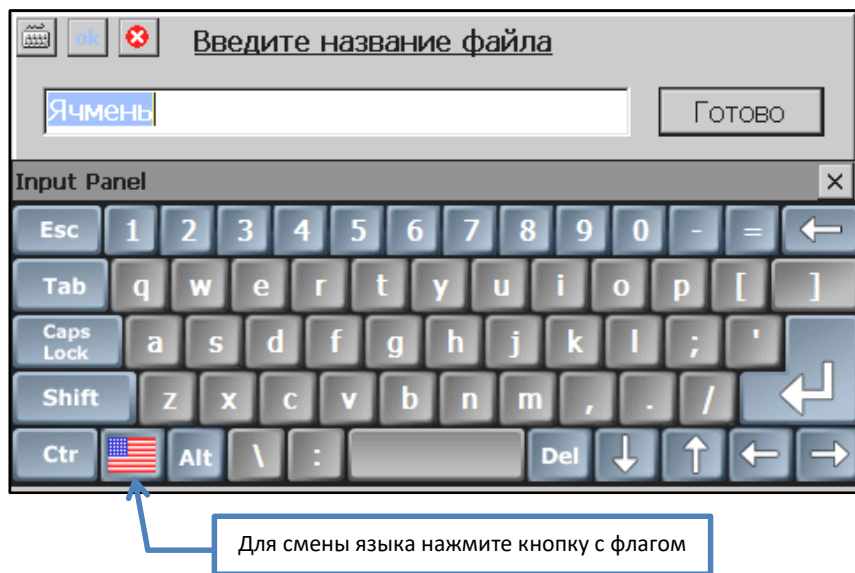 ok Введите название файла
Ячмень Готово
Input Panel
Esc 1 2 3 4 5 6 7 8 9 0 - =
Tab q w e r t y u i o p [ ]
Caps Lock a s d f g h j k l ; '
Shift z x c v b n m , . /
Ctr Alt \ : Del
Для смены языка нажмите кнопку с флагом